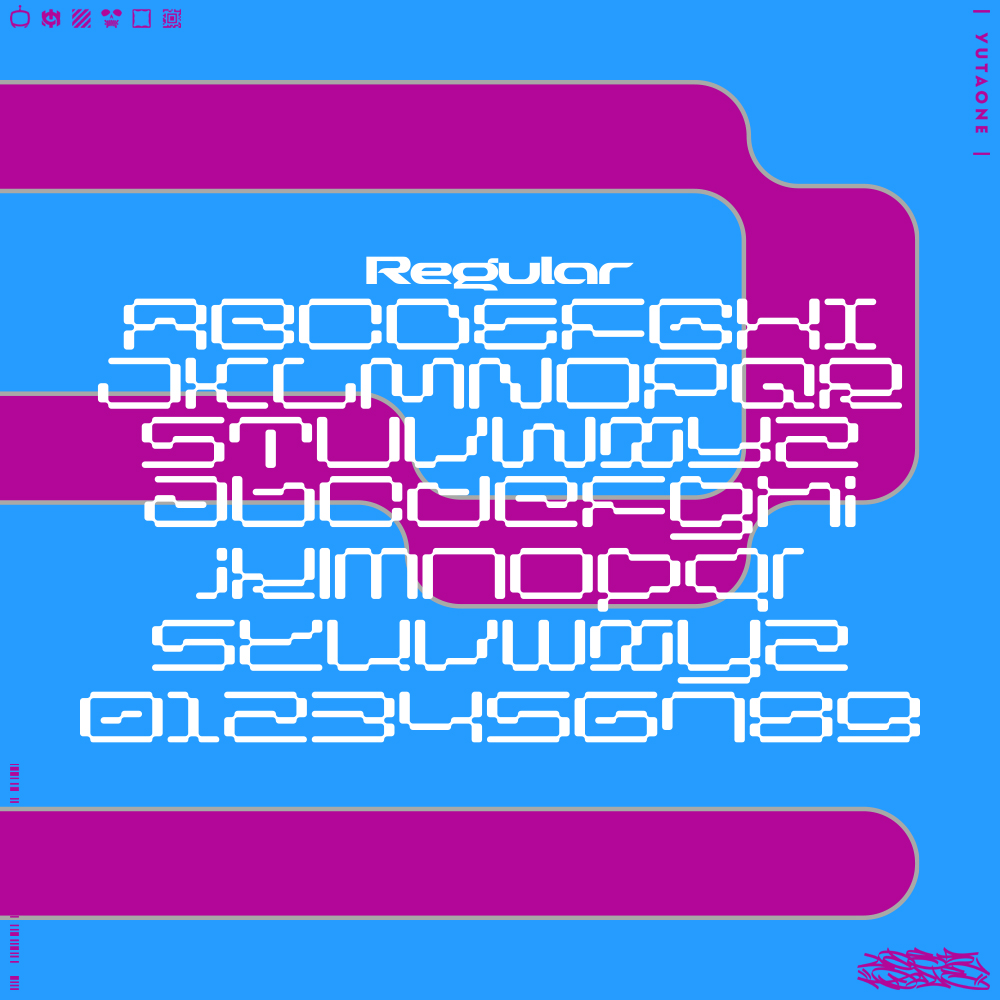 | YUTAONE |
Regular
ABCDEFGHI
JKLMNOPQR
STUVWXYZ
abcdefghi
jklmnopqr
stuvwxyz
0123456789